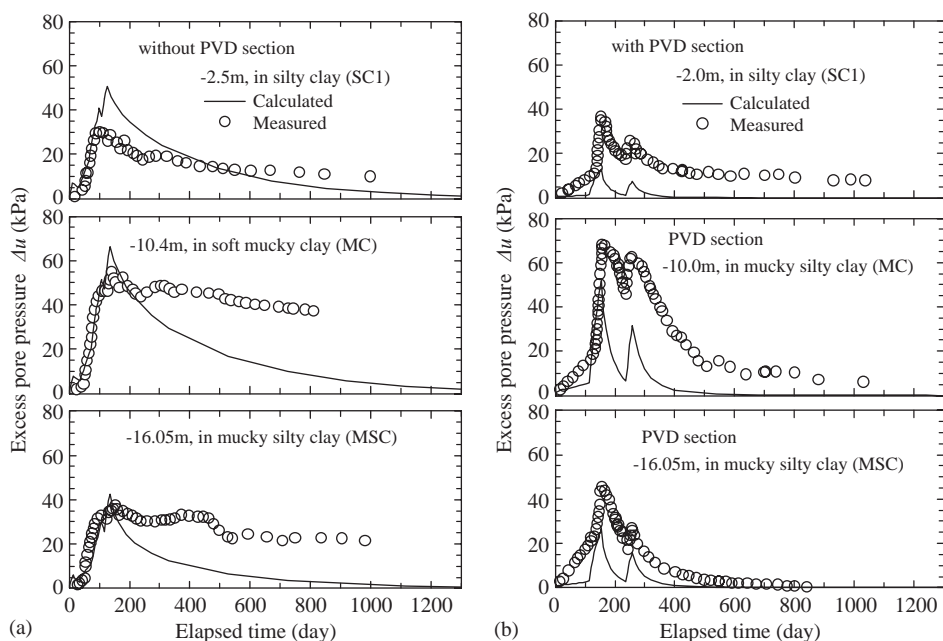 80
60
40
20
0
without PVD section
-2.5m, in silty clay (SC1)
Calculated
Measured
80
60
40
20
0
-10.4m, in soft mucky clay (MC)
80
60
40
20
0
-16.05m, in mucky silty clay (MSC)
0 200 400 600 800 1000 1200
Excess pore pressure Δu (kPa)
Elapsed time (day)
(a)
80
60
40
20
0
with PVD section
-2.0m, in silty clay (SC1)
Calculated
Measured
80
60
40
20
0
PVD section
-10.0m, in mucky silty clay (MC)
80
60
40
20
0
PVD section
-16.05m, in mucky silty clay (MSC)
0 200 400 600 800 1000 1200
Excess pore pressure Δu (kPa)
Elapsed time (day)
(b)